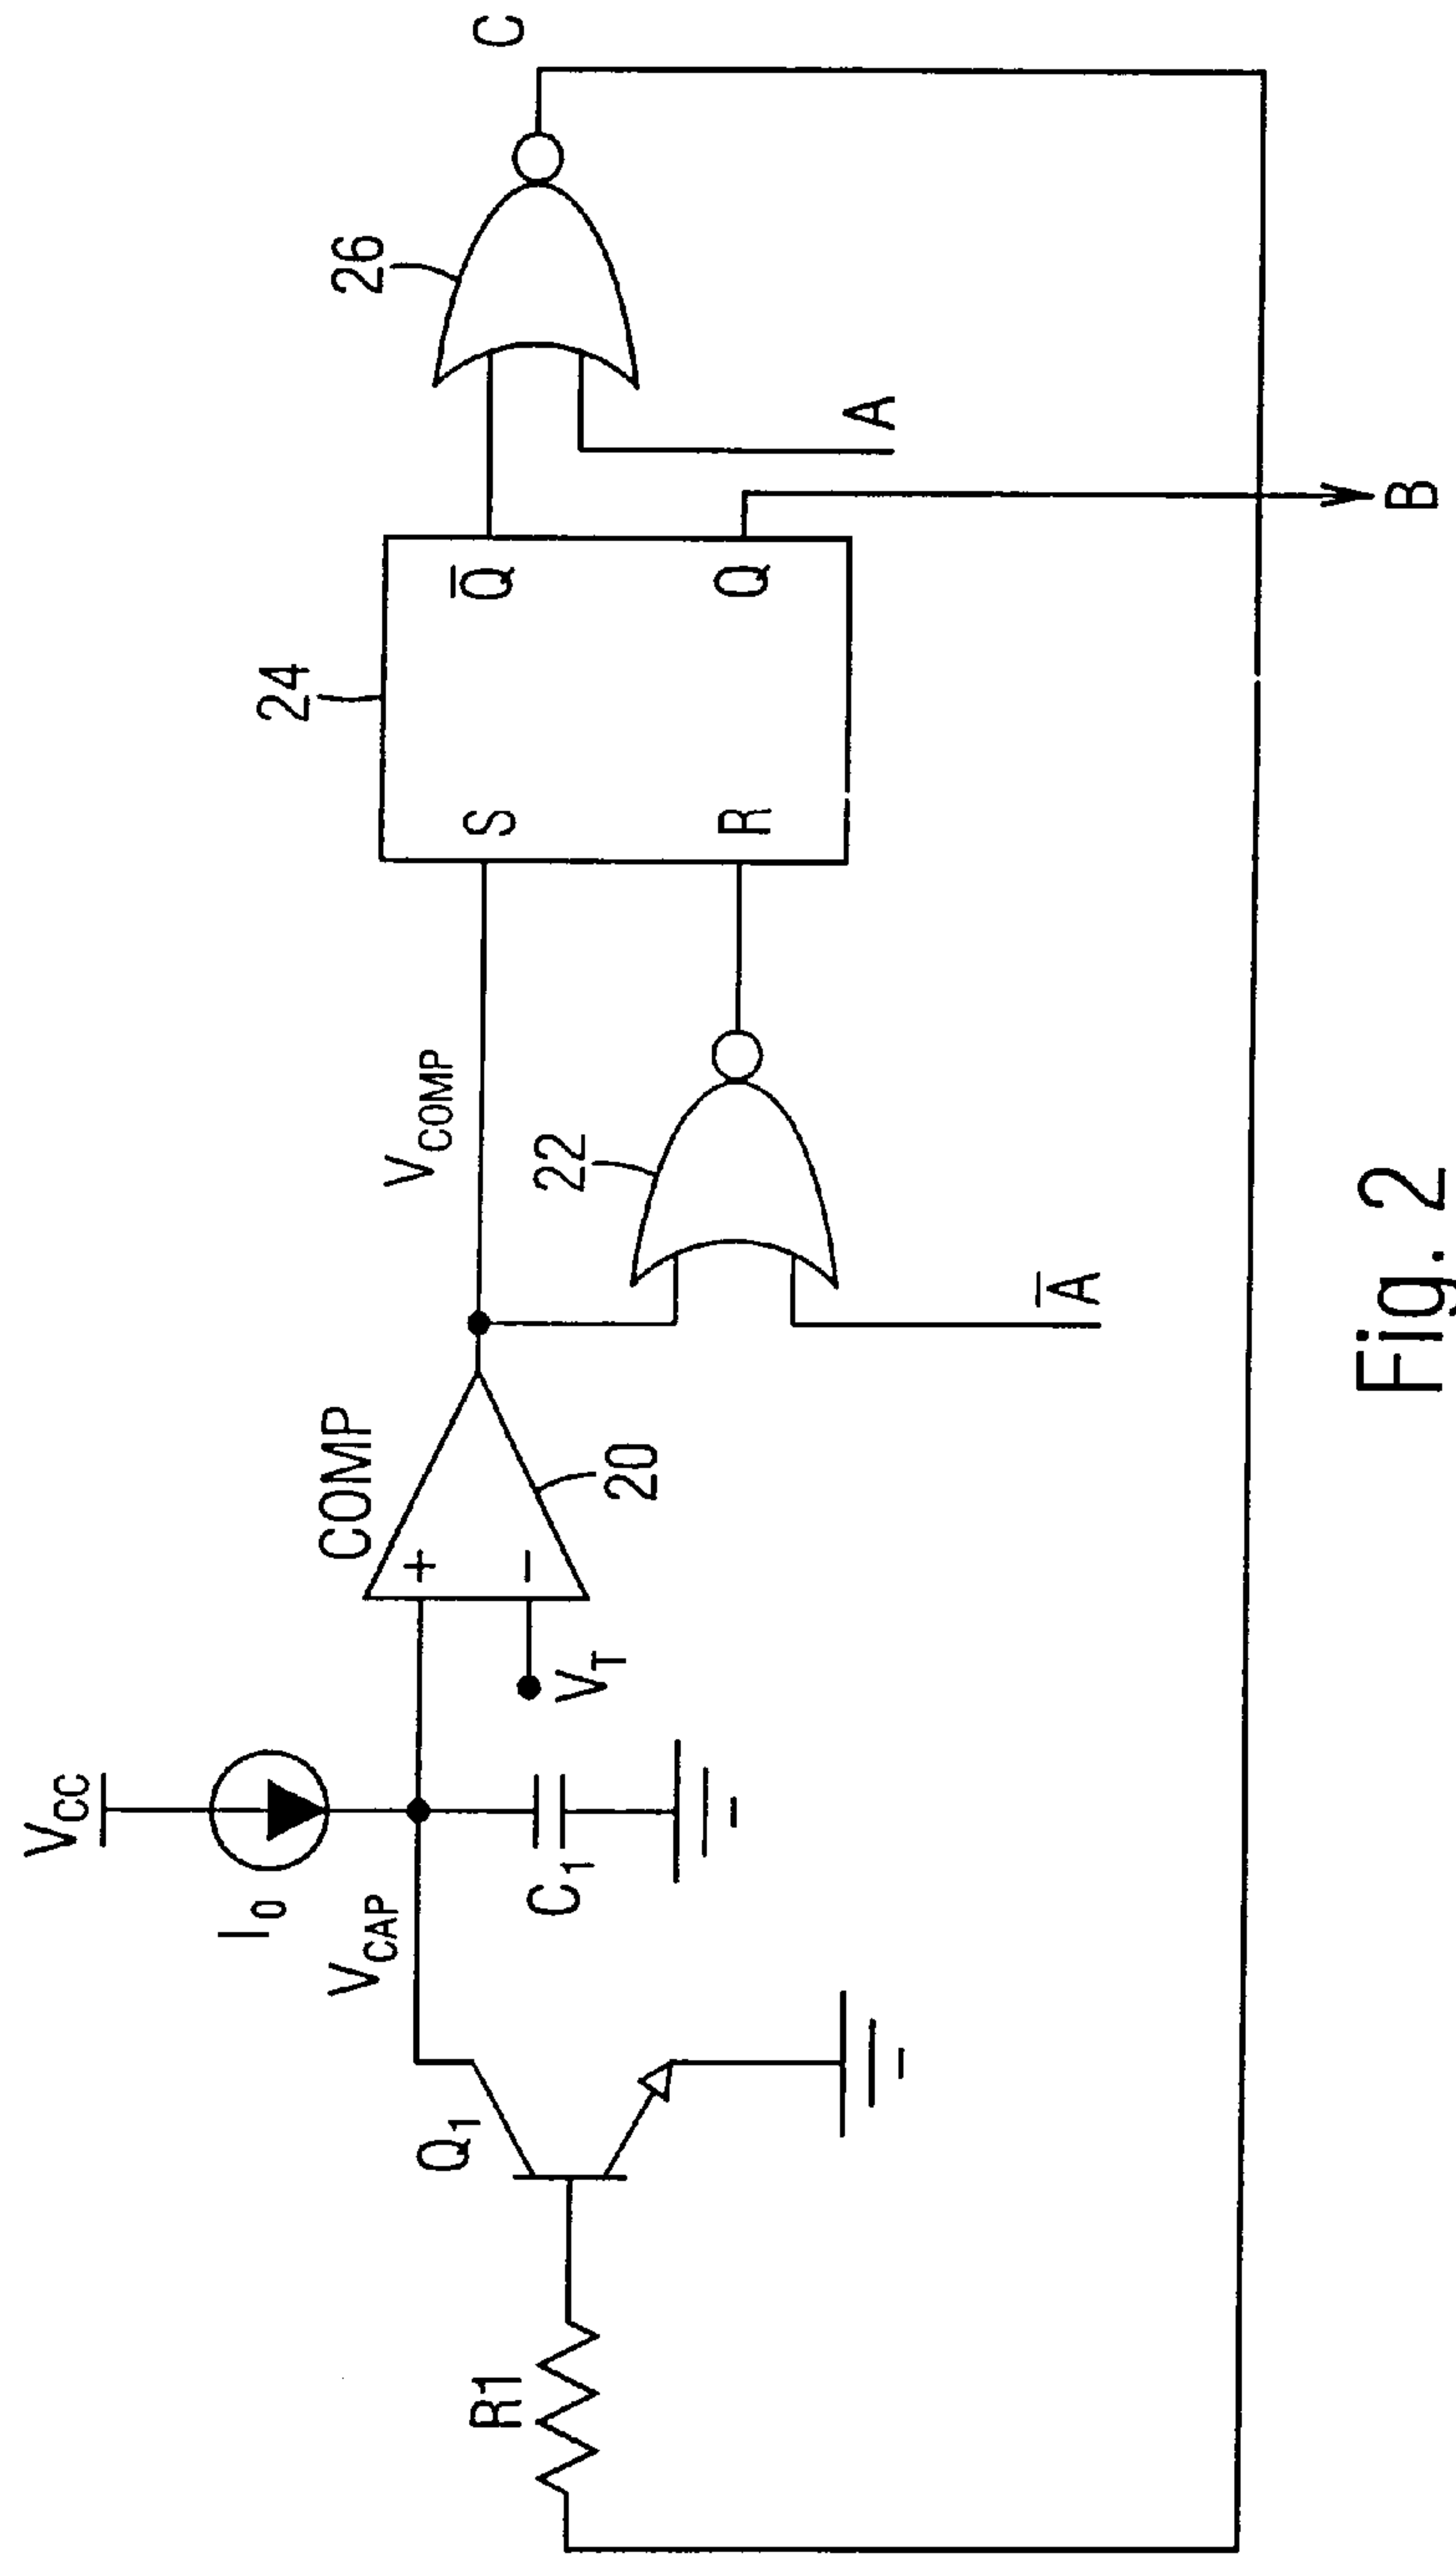 V_CC
I_0
V_CAP
Q_1
R1
C_1
V_T
COMP
+
−
20
V_COMP
22
A̅
24
S
R
Q̅
Q
26
A
B
C
Fig. 2